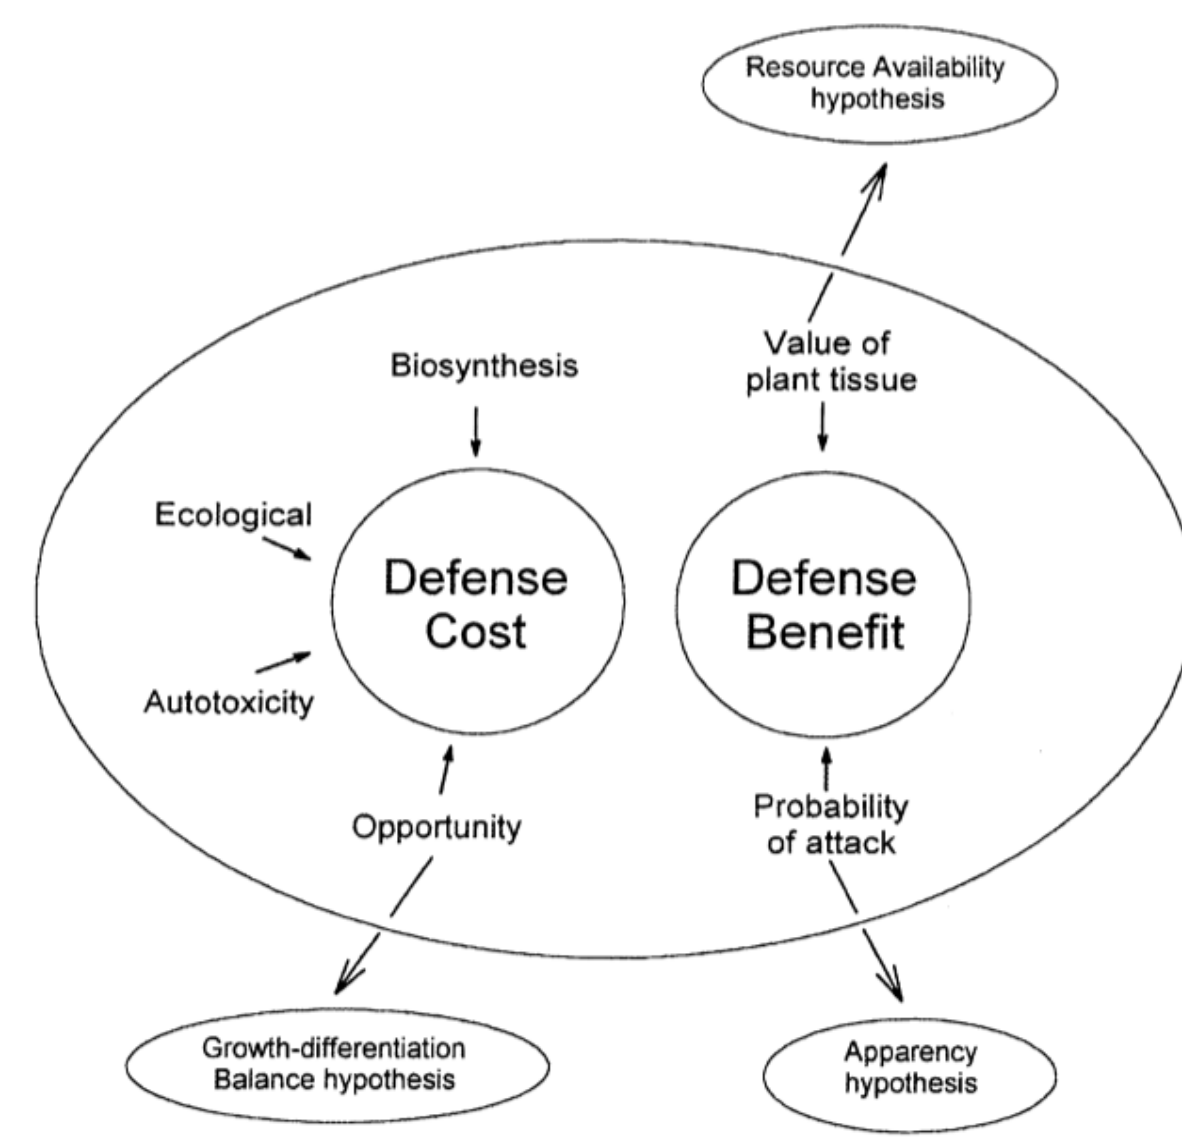 Resource Availability
hypothesis
Value of
plant tissue
Biosynthesis
Ecological
Defense
Cost
Defense
Benefit
Autotoxicity
Opportunity
Probability
of attack
Growth-differentiation
Balance hypothesis
Apparency
hypothesis